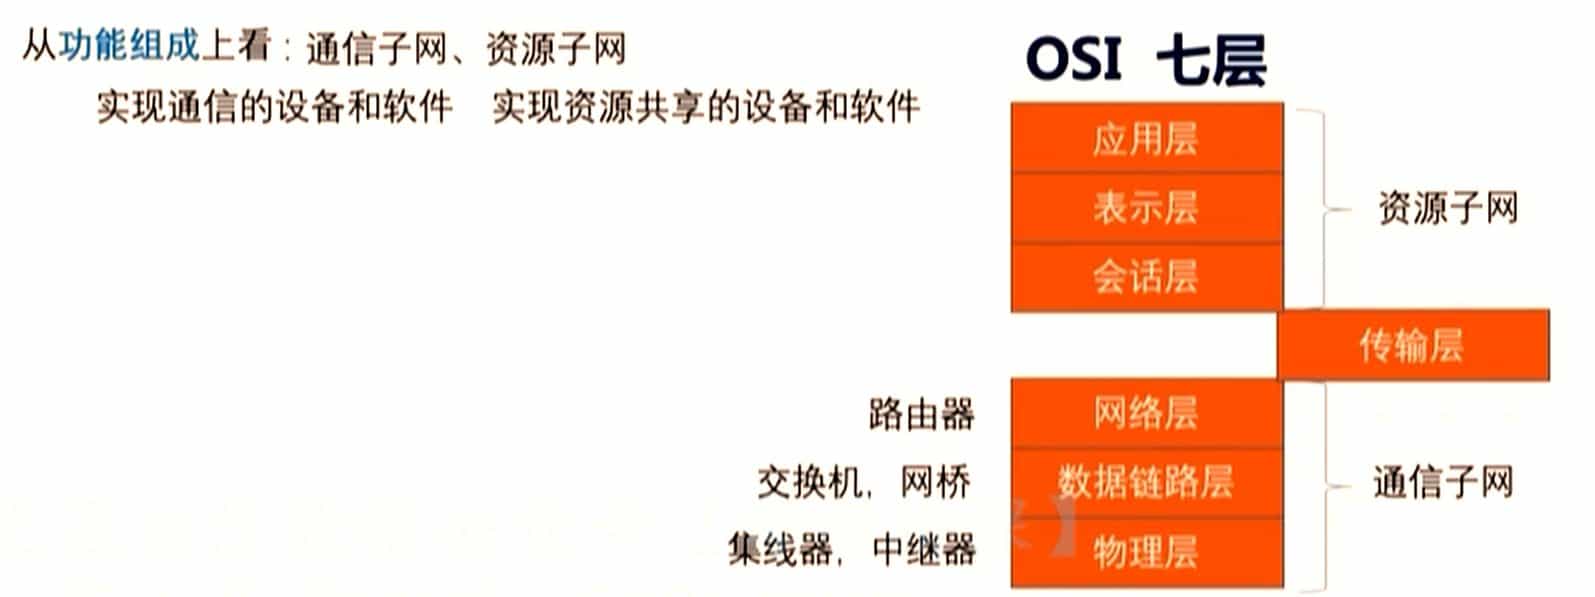 从功能组成上看：通信子网、资源子网
实现通信的设备和软件 实现资源共享的设备和软件
OSI 七层
应用层
表示层
会话层
资源子网
传输层
路由器 网络层
交换机，网桥 数据链路层
集线器，中继器 物理层
通信子网